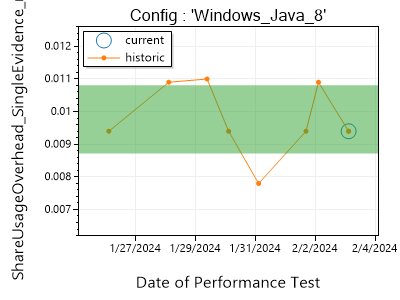 Config : 'Windows_Java_8'
ShareUsageOverhead_SingleEvidence_
current
historic
0.012
0.011
0.01
0.009
0.008
0.007
1/27/2024
1/29/2024
1/31/2024
2/2/2024
2/4/2024
Date of Performance Test